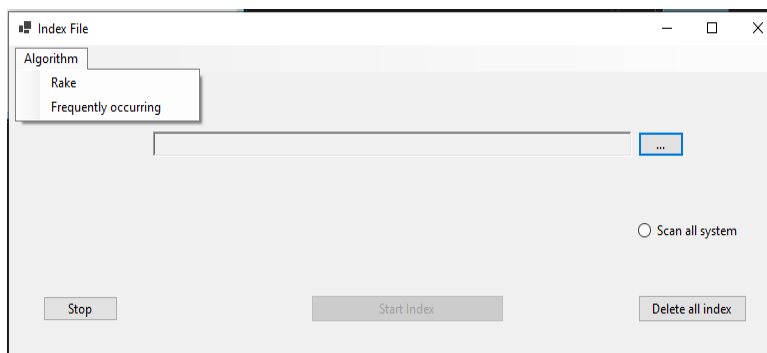 Index File
Algorithm
Rake
Frequently occurring
...
Scan all system
Stop
Start Index
Delete all index